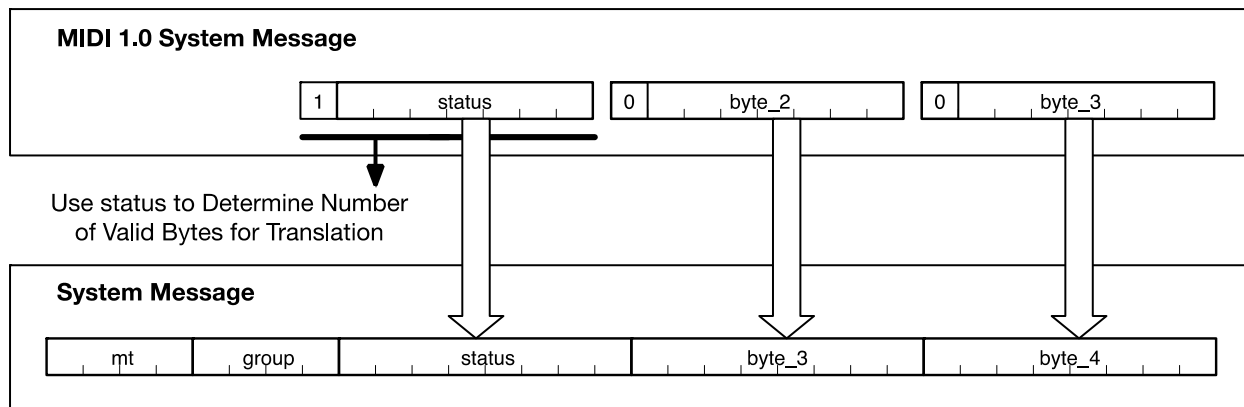 MIDI 1.0 System Message
1 status 0 byte_2 0 byte_3
Use status to Determine Number
of Valid Bytes for Translation
System Message
mt group status byte_3 byte_4